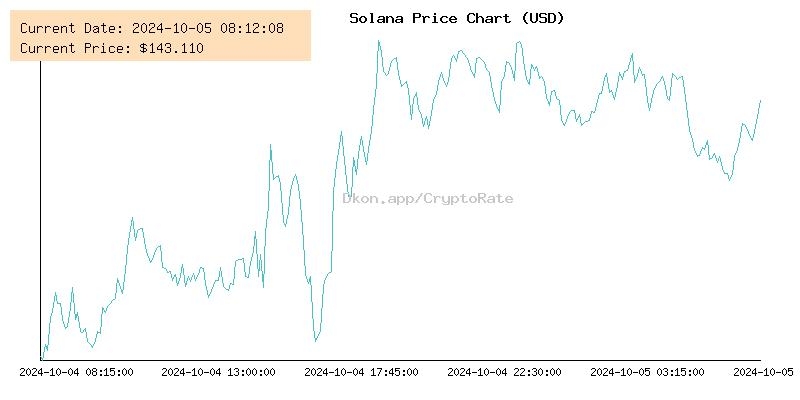 Solana Price Chart (USD)
Current Date: 2024-10-05 08:12:08
Current Price: $143.110
Dkon.app/CryptoRate
2024-10-04 08:15:00 2024-10-04 13:00:00 2024-10-04 17:45:00 2024-10-04 22:30:00 2024-10-05 03:15:00 2024-10-05